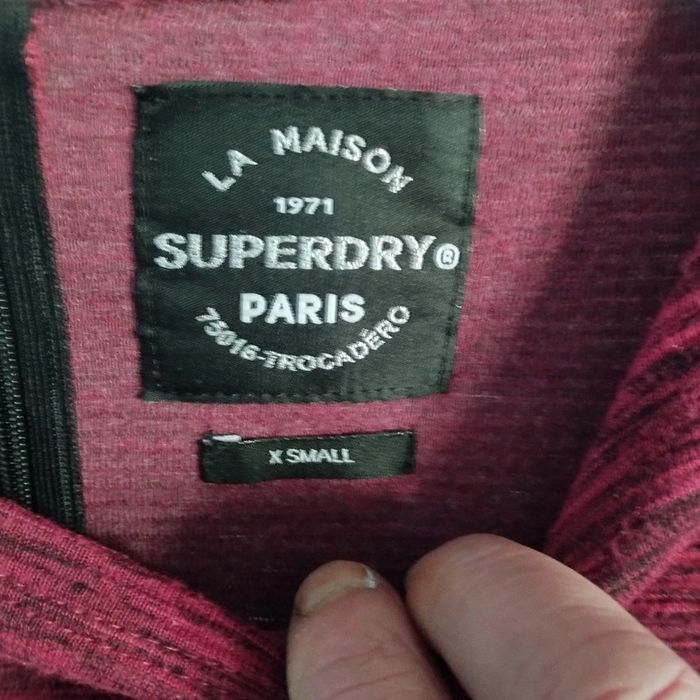 LA MAISON
1971
SUPERDRY®
PARIS
75016-TROCADÉRO
X SMALL